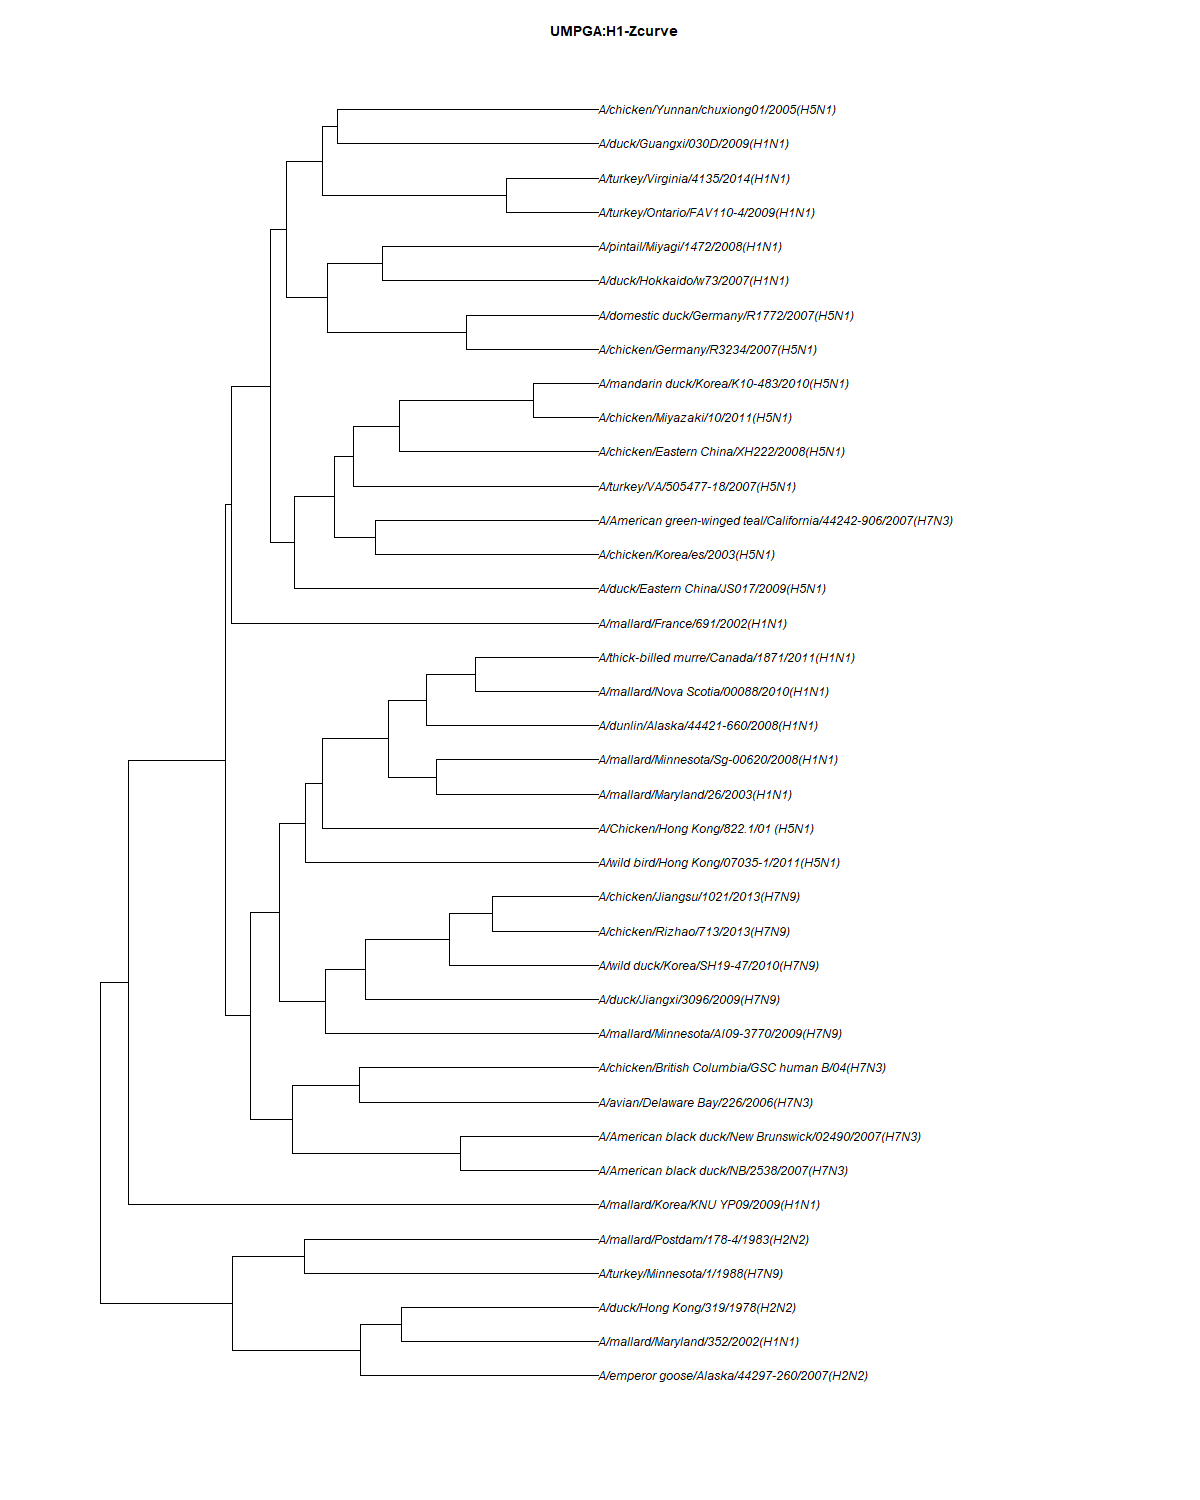 UMPGA:H1-Zcurve
A/chicken/Yunnan/chuxiong01/2005(H5N1)
A/duck/Guangxi/030D/2009(H1N1)
A/turkey/Virginia/4135/2014(H1N1)
A/turkey/Ontario/FAV110-4/2009(H1N1)
A/pintail/Miyagi/1472/2008(H1N1)
A/duck/Hokkaido/w73/2007(H1N1)
A/domestic duck/Germany/R1772/2007(H5N1)
A/chicken/Germany/R3234/2007(H5N1)
A/mandarin duck/Korea/K10-483/2010(H5N1)
A/chicken/Miyazaki/10/2011(H5N1)
A/chicken/Eastern China/XH222/2008(H5N1)
A/turkey/VA/505477-18/2007(H5N1)
A/American green-winged teal/California/44242-906/2007(H7N3)
A/chicken/Korea/es/2003(H5N1)
A/duck/Eastern China/JS017/2009(H5N1)
A/mallard/France/691/2002(H1N1)
A/thick-billed murre/Canada/1871/2011(H1N1)
A/mallard/Nova Scotia/00088/2010(H1N1)
A/dunlin/Alaska/44421-660/2008(H1N1)
A/mallard/Minnesota/Sg-00620/2008(H1N1)
A/mallard/Maryland/26/2003(H1N1)
A/Chicken/Hong Kong/822.1/01 (H5N1)
A/wild bird/Hong Kong/07035-1/2011(H5N1)
A/chicken/Jiangsu/1021/2013(H7N9)
A/chicken/Rizhao/713/2013(H7N9)
A/wild duck/Korea/SH19-47/2010(H7N9)
A/duck/Jiangxi/3096/2009(H7N9)
A/mallard/Minnesota/AI09-3770/2009(H7N9)
A/chicken/British Columbia/GSC human B/04(H7N3)
A/avian/Delaware Bay/226/2006(H7N3)
A/American black duck/New Brunswick/02490/2007(H7N3)
A/American black duck/NB/2538/2007(H7N3)
A/mallard/Korea/KNU YP09/2009(H1N1)
A/mallard/Postdam/178-4/1983(H2N2)
A/turkey/Minnesota/1/1988(H7N9)
A/duck/Hong Kong/319/1978(H2N2)
A/mallard/Maryland/352/2002(H1N1)
A/emperor goose/Alaska/44297-260/2007(H2N2)